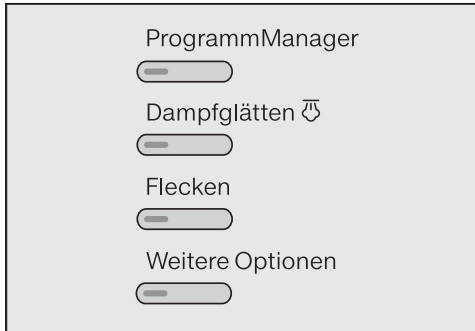 ProgrammManager
Dampfglätten
Flecken
Weitere Optionen